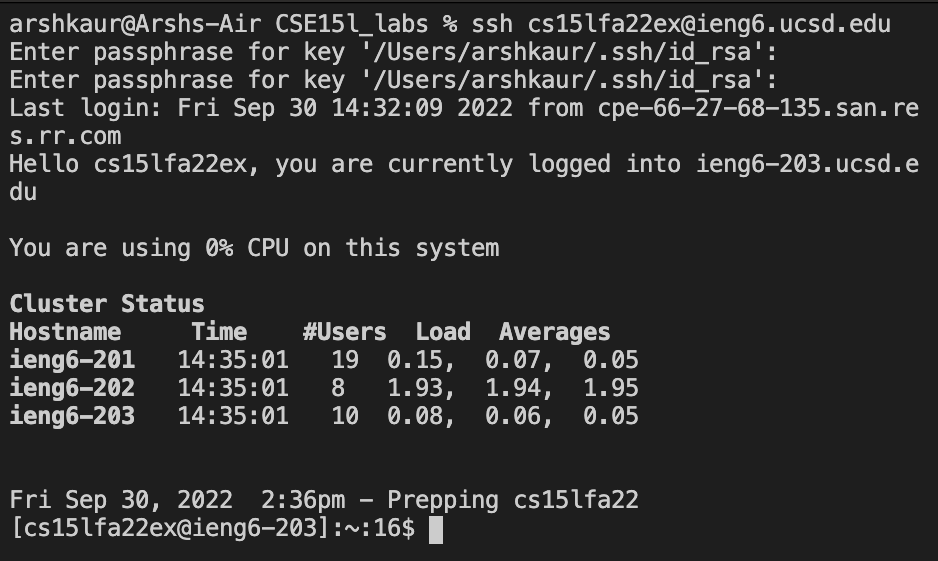 arshkaur@Arshs-Air CSE15l_labs % ssh cs15lfa22ex@ieng6.ucsd.edu
Enter passphrase for key '/Users/arshkaur/.ssh/id_rsa':
Enter passphrase for key '/Users/arshkaur/.ssh/id_rsa':
Last login: Fri Sep 30 14:32:09 2022 from cpe-66-27-68-135.san.re
s.rr.com
Hello cs15lfa22ex, you are currently logged into ieng6-203.ucsd.e
du
You are using 0% CPU on this system
Cluster Status
Hostname     Time    #Users  Load  Averages
ieng6-201   14:35:01   19  0.15,  0.07,  0.05
ieng6-202   14:35:01   8   1.93,  1.94,  1.95
ieng6-203   14:35:01   10  0.08,  0.06,  0.05
Fri Sep 30, 2022  2:36pm - Prepping cs15lfa22
[cs15lfa22ex@ieng6-203]:~:16$